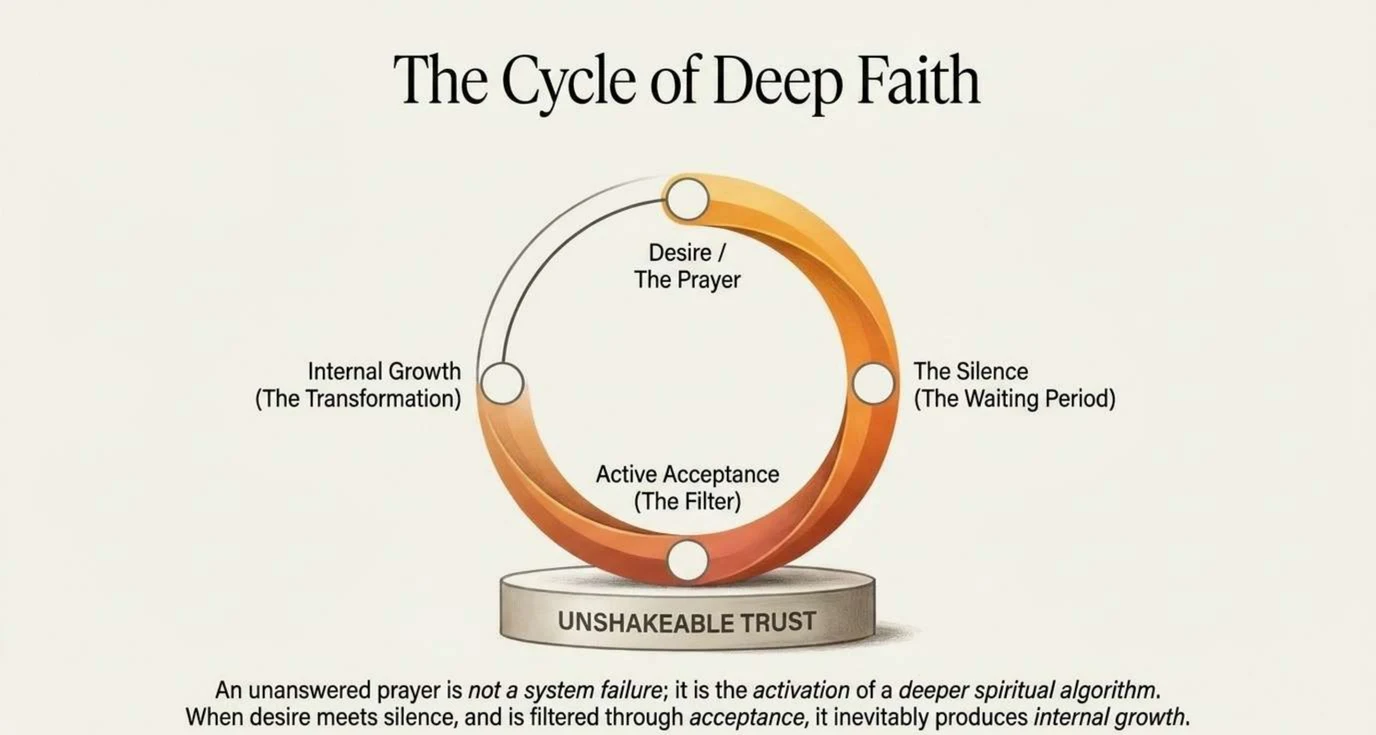 The Cycle of Deep Faith
Desire /
The Prayer
Internal Growth
(The Transformation)
The Silence
(The Waiting Period)
Active Acceptance
(The Filter)
UNSHAKEABLE TRUST
An unanswered prayer is not a system failure; it is the activation of a deeper spiritual algorithm.
When desire meets silence, and is filtered through acceptance, it inevitably produces internal growth.